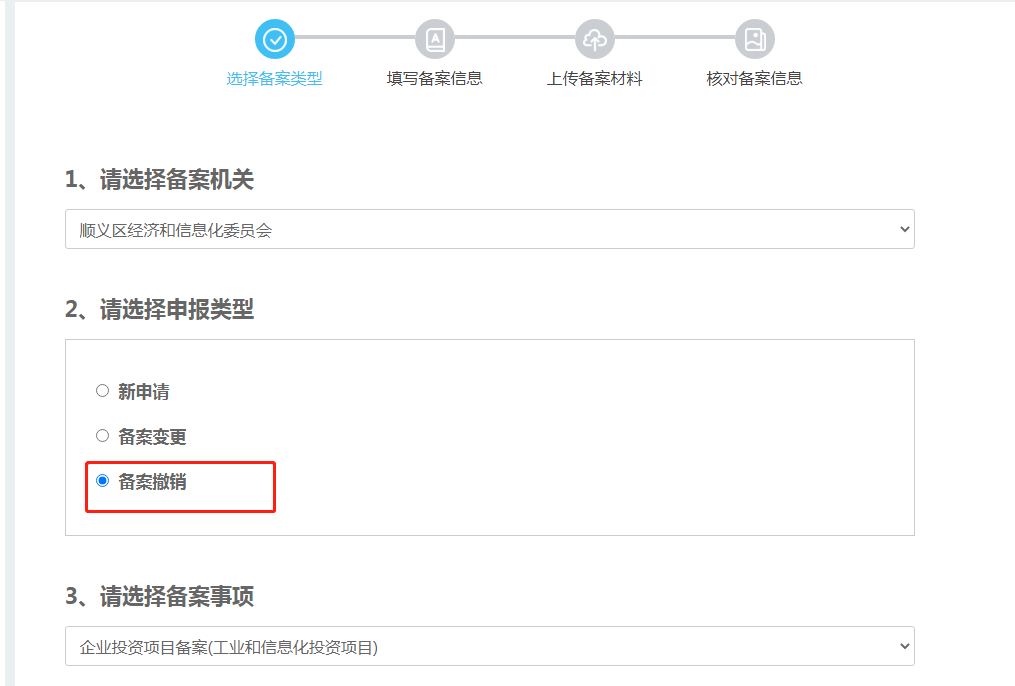 选择备案类型 填写备案信息 上传备案材料 核对备案信息
1、请选择备案机关
顺义区经济和信息化委员会
2、请选择申报类型
新申请
备案变更
备案撤销
3、请选择备案事项
企业投资项目备案(工业和信息化投资项目)